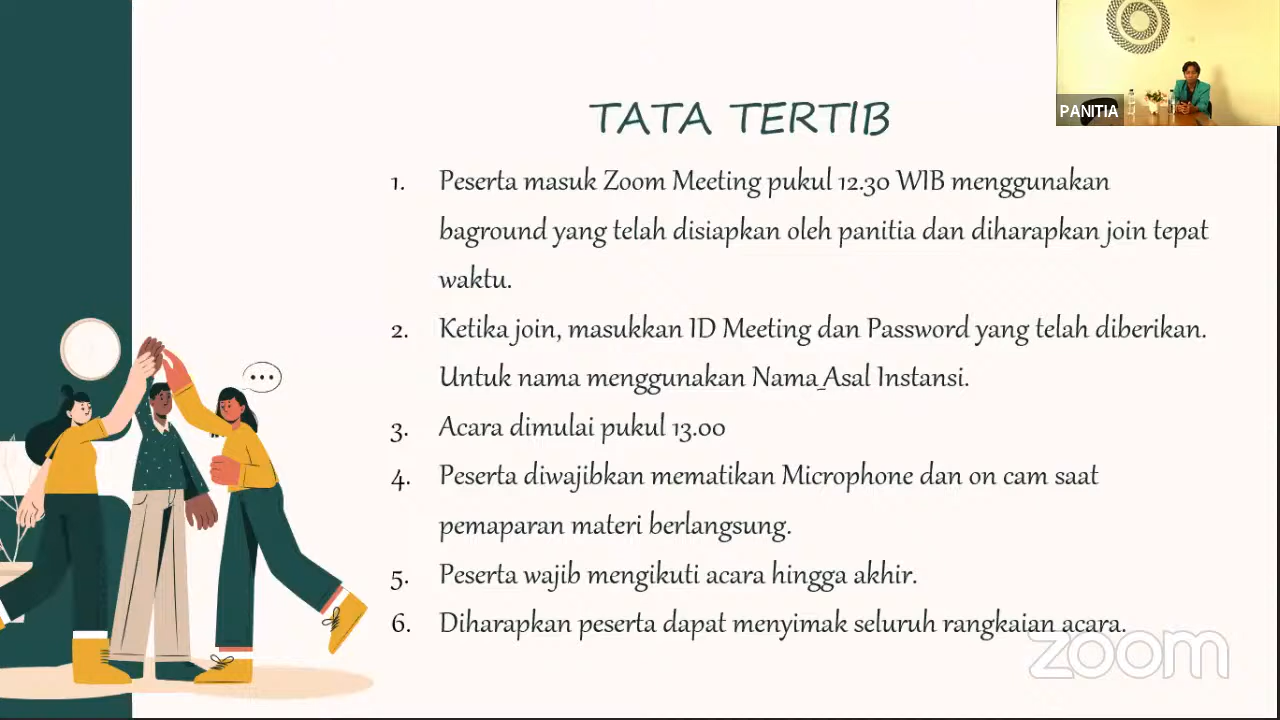 PANITIA
TATA TERTIB
1. Peserta masuk Zoom Meeting pukul 12.30 WIB menggunakan
baground yang telah disiapkan oleh panitia dan diharapkan join tepat
waktu.
2. Ketika join, masukkan ID Meeting dan Password yang telah diberikan.
Untuk nama menggunakan Nama_Asal Instansi.
3. Acara dimulai pukul 13.00
4. Peserta diwajibkan mematikan Microphone dan on cam saat
pemaparan materi berlangsung.
5. Peserta wajib mengikuti acara hingga akhir.
6. Diharapkan peserta dapat menyimak seluruh rangkaian acara.
zoom